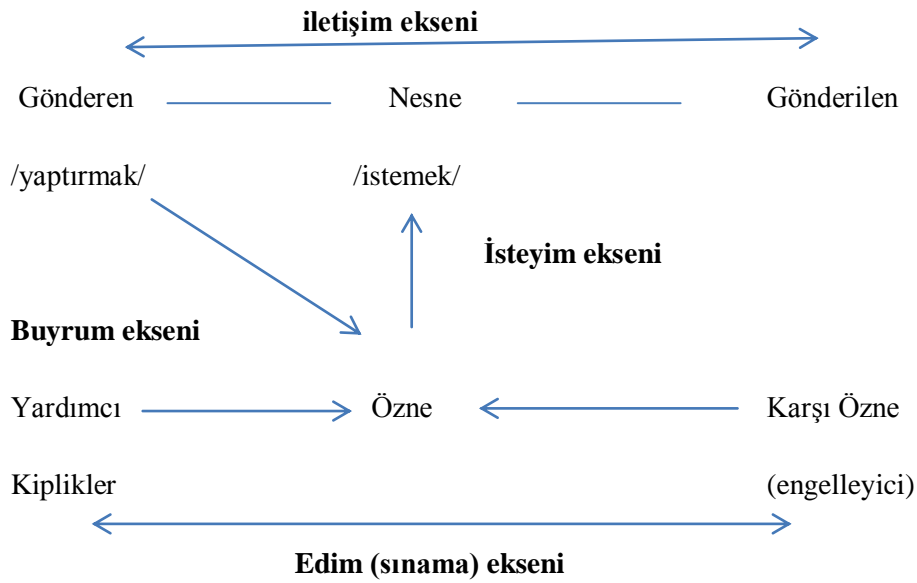 iletişim ekseni
Gönderen Nesne Gönderilen
/yaptırmak/ /istemek/
İsteyim ekseni
Buyrum ekseni
Yardımcı Özne Karşı Özne
Kiplikler (engelleyici)
Edim (sınama) ekseni